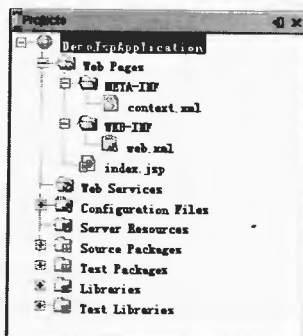 Projects
DemoJspApplication
Web Pages
META-INF
context.xml
WEB-INF
web.xml
index.jsp
Web Services
Configuration Files
Server Resources
Source Packages
Test Packages
Libraries
Test Libraries